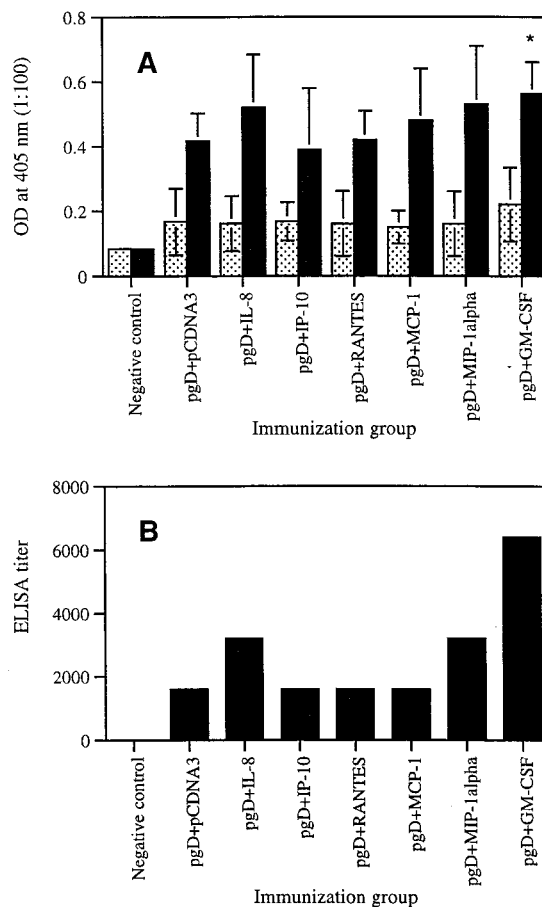 A
*
OD at 405 nm (1:100)
0.8
0.6
0.4
0.2
0
Negative control
pgD+pCDNA3
pgD+IL-8
pgD+IP-10
pgD+RANTES
pgD+MCP-1
pgD+MIP-1alpha
pgD+GM-CSF
Immunization group
B
ELISA titer
8000
6000
4000
2000
0
Negative control
pgD+pCDNA3
pgD+IL-8
pgD+IP-10
pgD+RANTES
pgD+MCP-1
pgD+MIP-1alpha
pgD+GM-CSF
Immunization group